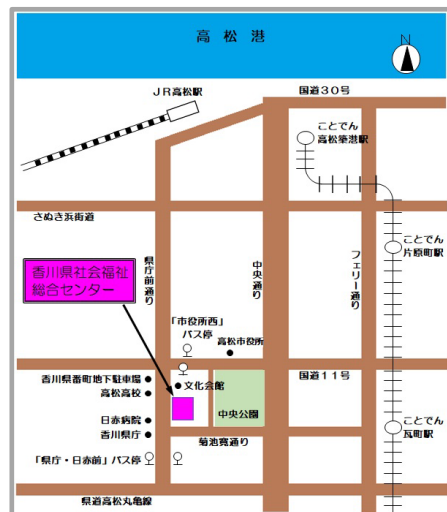 高松港
JR高松駅
国道30号
ことでん
高松築港駅
さぬき浜街道
ことでん
片原町駅
県庁前通り
中央通り
フェリー通り
香川県社会福祉
総合センター
「市役所西」
バス停
高松市役所
国道11号
香川県番町地下駐車場
文化会館
高松高校
中央公園
日赤病院
香川県庁
菊池寛通り
ことでん
瓦町駅
「県庁・日赤前」バス停
県道高松丸亀線